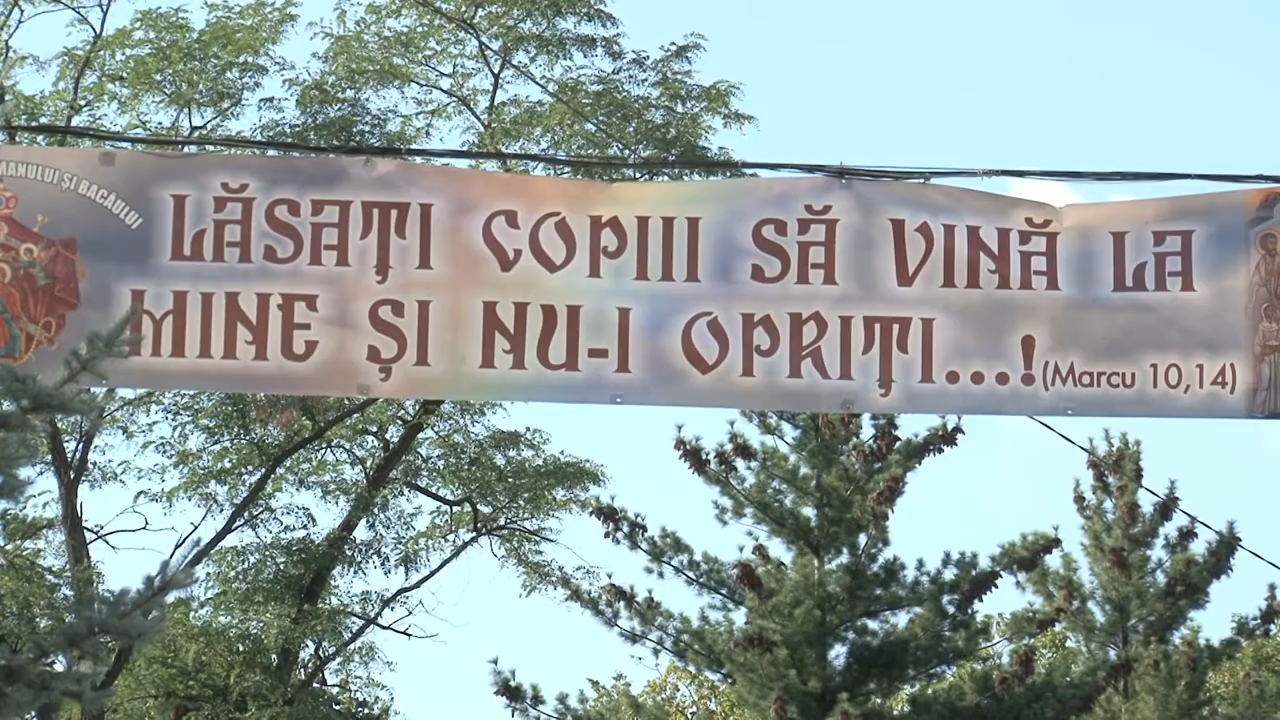 MANULUI ȘI BACĂULUI
LĂSAȚI COPIII SĂ VINĂ LA
MINE ȘI NU-I OPRIȚI...!
(Marcu 10,14)